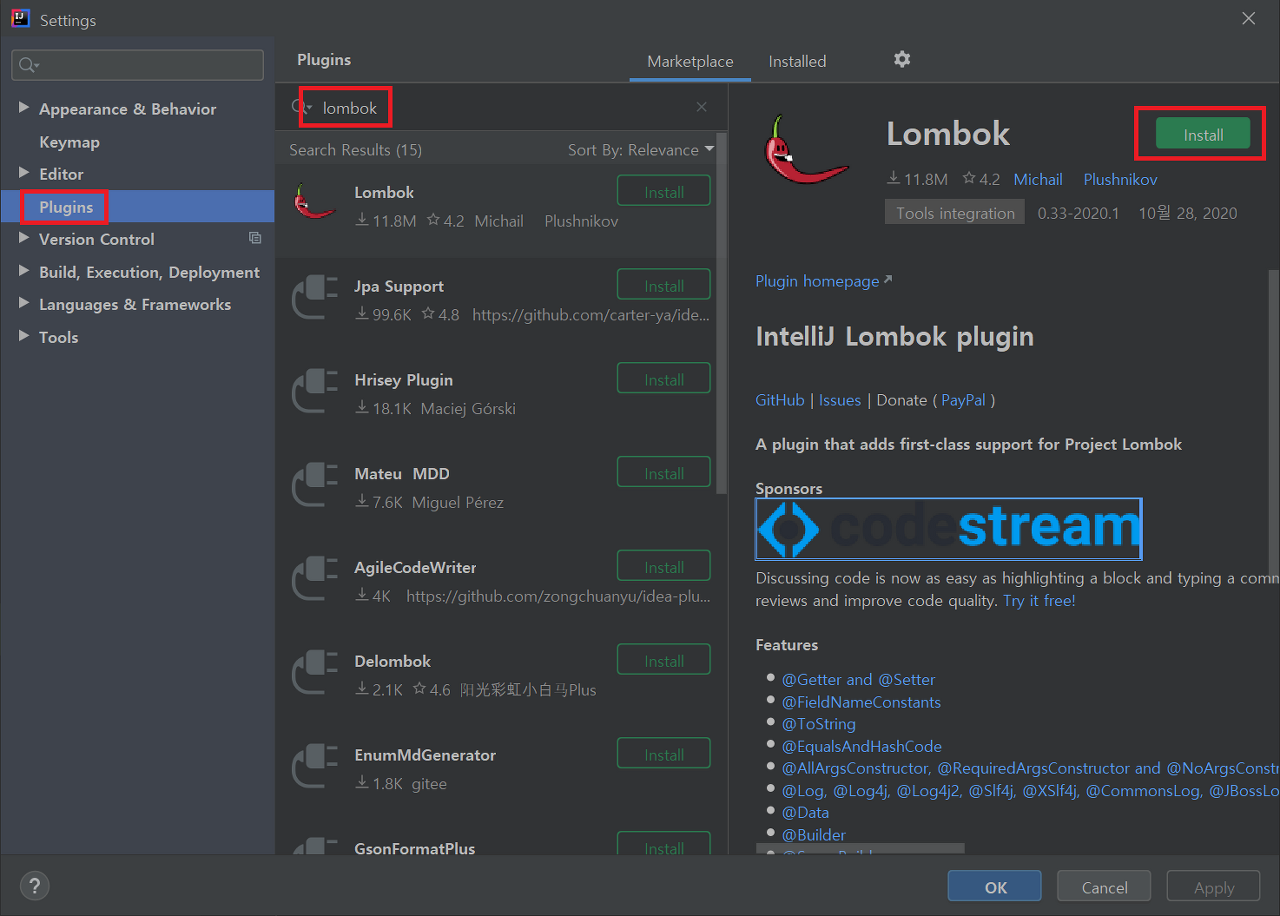 Settings
Appearance & Behavior
Keymap
Editor
Plugins
Version Control
Build, Execution, Deployment
Languages & Frameworks
Tools
Plugins
Marketplace
Installed
lombok
Search Results (15)
Sort By: Relevance
Lombok
Install
11.8M 4.2 Michail Plushnikov
Jpa Support
Install
99.6K 4.8 https://github.com/carter-ya/ide...
Hrisey Plugin
Install
18.1K Maciej Górski
Mateu MDD
Install
7.6K Miguel Pérez
AgileCodeWriter
Install
4K https://github.com/zongchuanyu/idea-plu...
Delombok
Install
2.1K 4.6 阳光彩虹小白马Plus
EnumMdGenerator
Install
1.8K gitee
GsonFormatPlus
Install
Lombok
Install
11.8M 4.2 Michail Plushnikov
Tools integration 0.33-2020.1 10월 28, 2020
Plugin homepage
IntelliJ Lombok plugin
GitHub | Issues | Donate ( PayPal )
A plugin that adds first-class support for Project Lombok
Sponsors
codestream
Discussing code is now as easy as highlighting a block and typing a comm
reviews and improve code quality. Try it free!
Features
@Getter and @Setter
@FieldNameConstants
@ToString
@EqualsAndHashCode
@AllArgsConstructor, @RequiredArgsConstructor and @NoArgsConstr
@Log, @Log4j, @Log4j2, @Slf4j, @XSlf4j, @CommonsLog, @JBossLo
@Data
@Builder
?
OK
Cancel
Apply